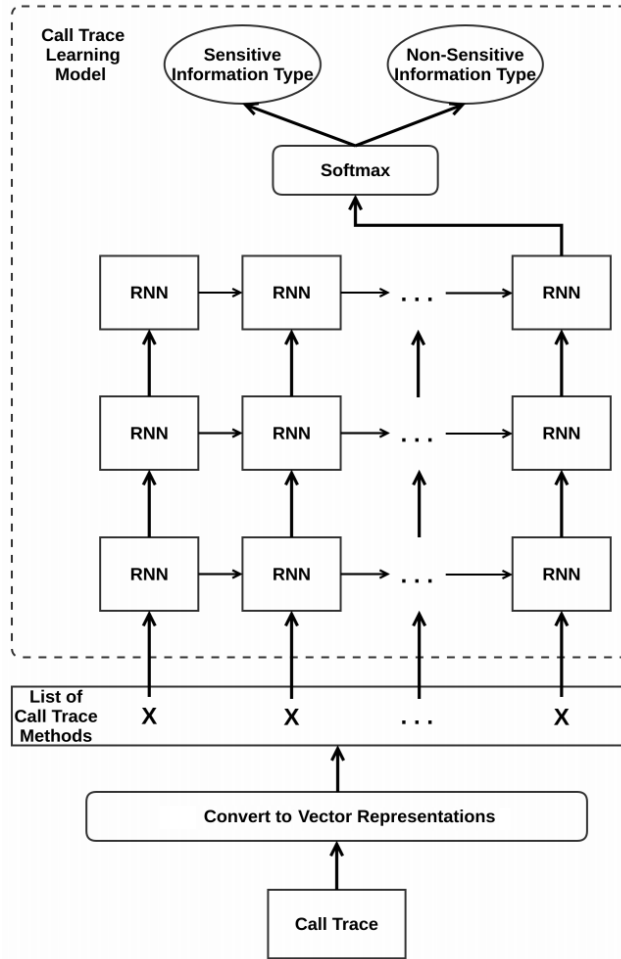 Call Trace
Learning
Model
Sensitive
Information Type
Non-Sensitive
Information Type
Softmax
RNN
RNN
...
RNN
RNN
RNN
...
RNN
RNN
RNN
...
RNN
List of
Call Trace
Methods
X
X
...
X
Convert to Vector Representations
Call Trace